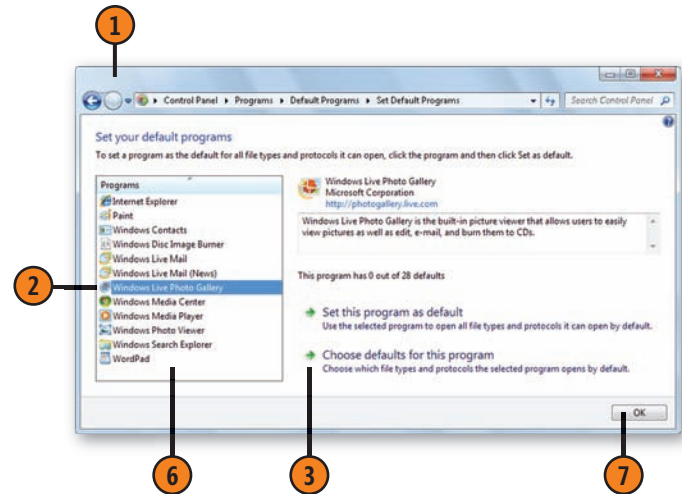 1
Control Panel ▸ Programs ▸ Default Programs ▸ Set Default Programs
Search Control Panel
Set your default programs
To set a program as the default for all file types and protocols it can open, click the program and then click Set as default.
Programs
Internet Explorer
Paint
Windows Contacts
Windows Disc Image Burner
Windows Live Mail
Windows Live Mail (News)
2
Windows Live Photo Gallery
Windows Media Center
Windows Media Player
Windows Photo Viewer
Windows Search Explorer
WordPad
Windows Live Photo Gallery
Microsoft Corporation
http://photogallery.live.com
Windows Live Photo Gallery is the built-in picture viewer that allows users to easily
view pictures as well as edit, e-mail, and burn them to CDs.
This program has 0 out of 28 defaults
Set this program as default
Use the selected program to open all file types and protocols it can open by default.
Choose defaults for this program
Choose which file types and protocols the selected program opens by default.
OK
6
3
7